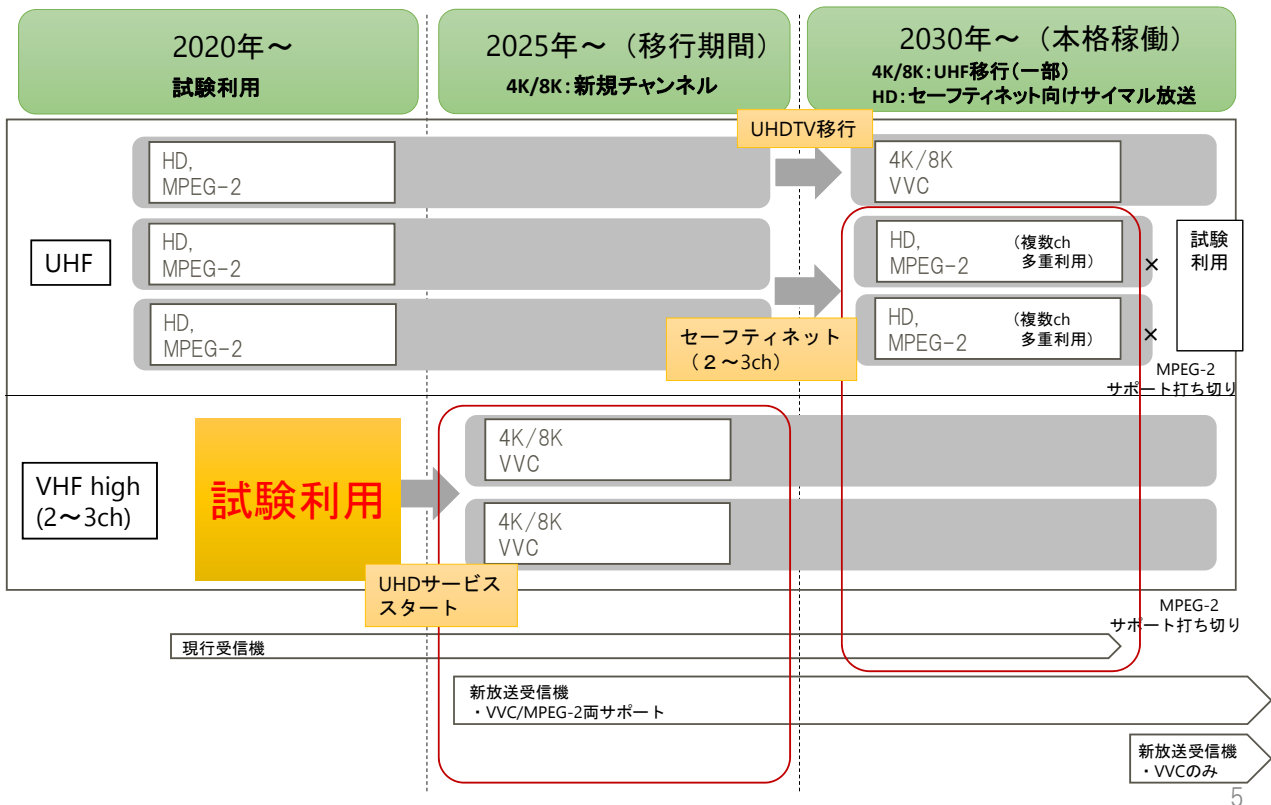 2020年～
試験利用
2025年～（移行期間）
4K/8K：新規チャンネル
2030年～（本格稼働）
4K/8K：UHF移行(一部)
HD：セーフティネット向けサイマル放送
UHDTV移行
HD,
MPEG-2
4K/8K
VVC
UHF
HD,
MPEG-2
HD,
MPEG-2
（複数ch
多重利用）
×
試験
利用
HD,
MPEG-2
セーフティネット
（２～3ch）
HD,
MPEG-2
（複数ch
多重利用）
×
MPEG-2
サポート打ち切り
VHF high
(2～3ch)
試験利用
4K/8K
VVC
4K/8K
VVC
UHDサービス
スタート
MPEG-2
サポート打ち切り
現行受信機
新放送受信機
・VVC/MPEG-2両サポート
新放送受信機
・VVCのみ
5